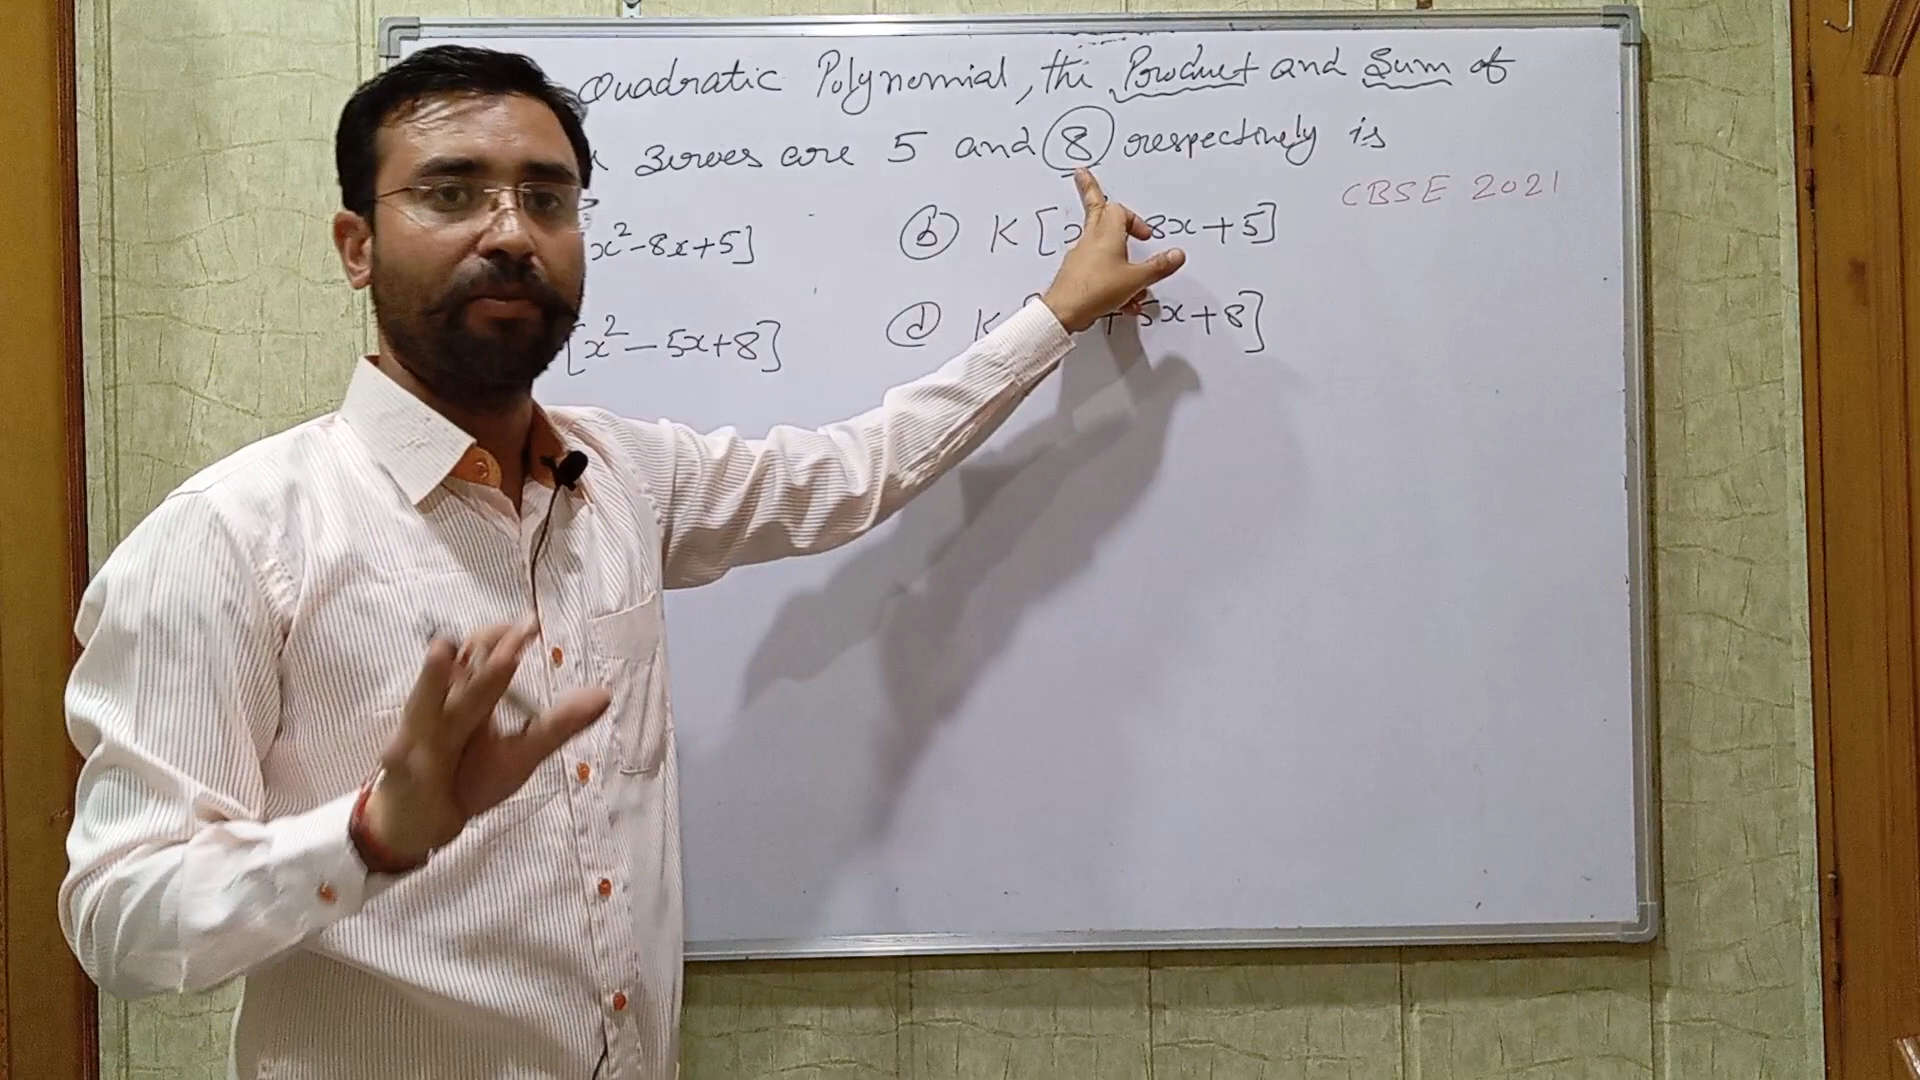 Quadratic Polynomial, the Product and Sum of
zeroes are 5 and 8 respectively is
CBSE 2021
x²-8x+5] (b) K [x 8x+5]
[x²-5x+8] (d) K [ +5x+8]